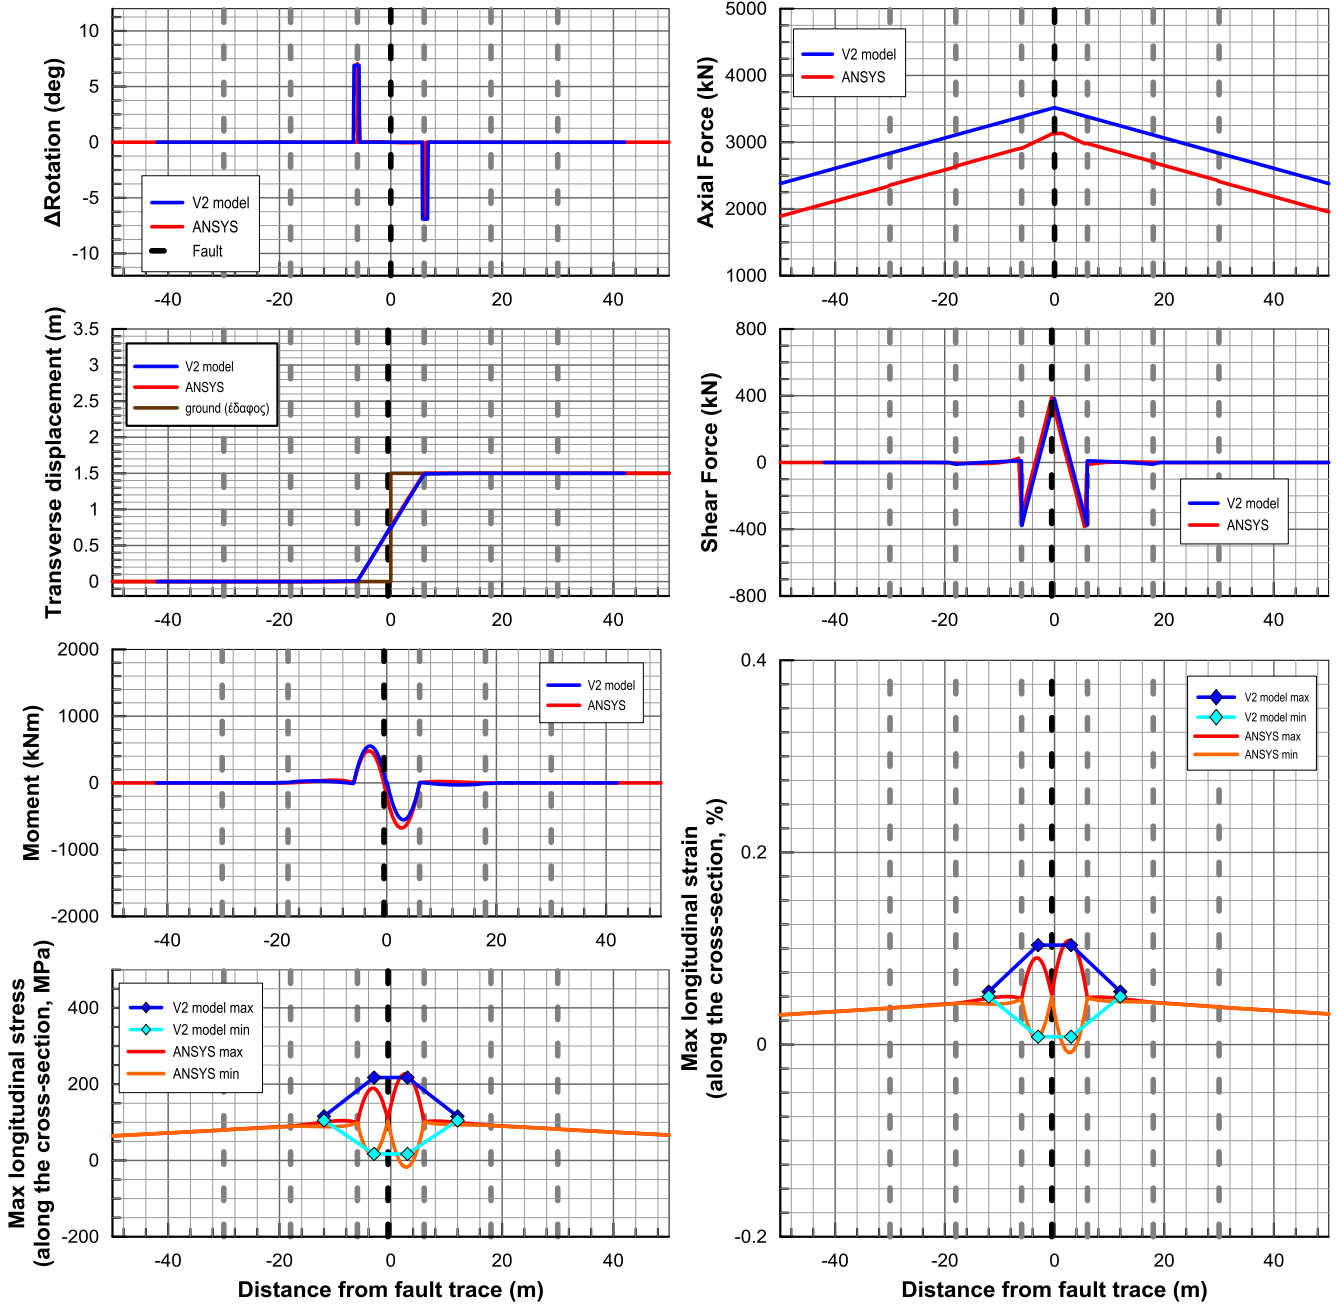 ΔRotation (deg)
10
5
0
-5
-10
V2 model
ANSYS
Fault
-40 -20 0 20 40
Axial Force (kN)
5000
4000
3000
2000
1000
V2 model
ANSYS
-40 -20 0 20 40
Transverse displacement (m)
3.5
3
2.5
2
1.5
1
0.5
0
V2 model
ANSYS
ground (έδαφος)
-40 -20 0 20 40
Shear Force (kN)
800
400
0
-400
-800
V2 model
ANSYS
-40 -20 0 20 40
Moment (kNm)
2000
1000
0
-1000
-2000
V2 model
ANSYS
-40 -20 0 20 40
Max longitudinal stress
(along the cross-section, MPa)
400
200
0
-200
V2 model max
V2 model min
ANSYS max
ANSYS min
-40 -20 0 20 40
Distance from fault trace (m)
Max longitudinal strain
(along the cross-section, %)
0.4
0.2
0
-0.2
V2 model max
V2 model min
ANSYS max
ANSYS min
-40 -20 0 20 40
Distance from fault trace (m)